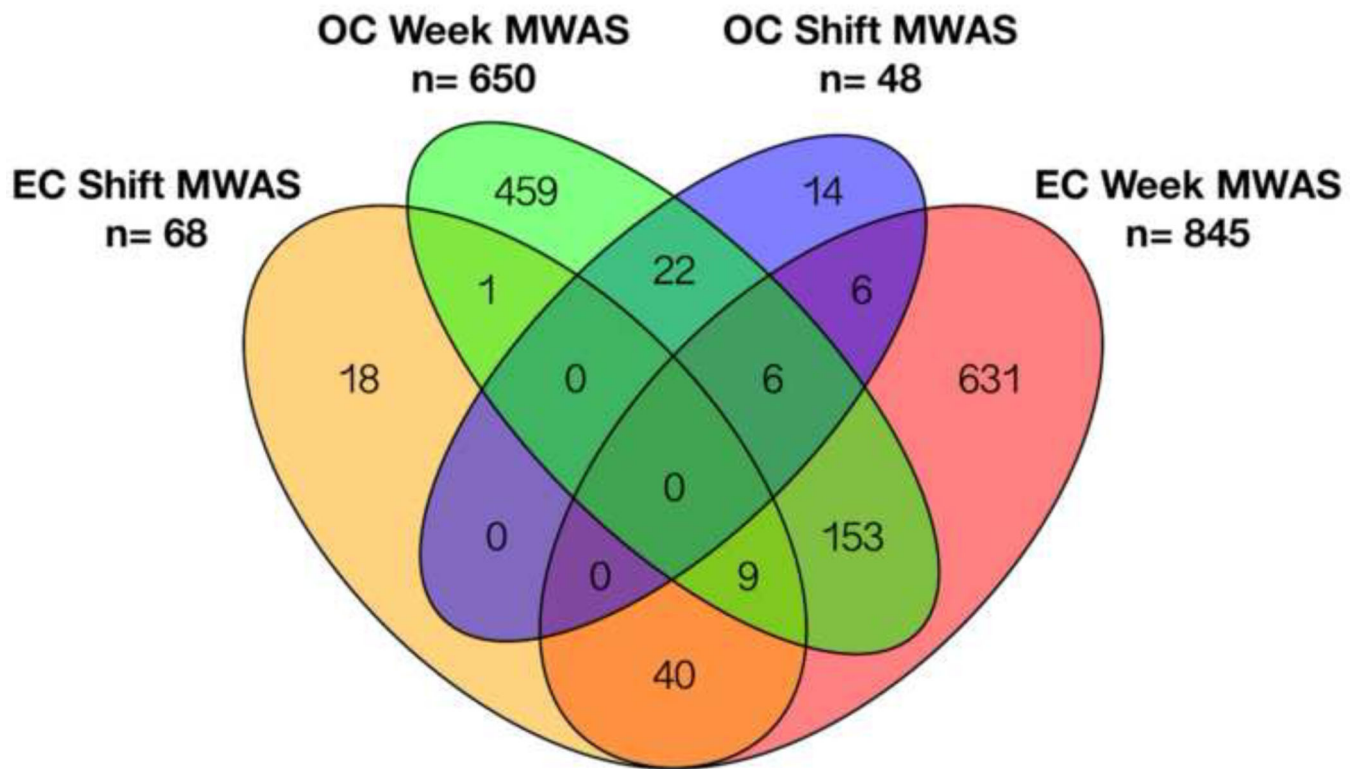 OC Week MWAS
n= 650
OC Shift MWAS
n= 48
EC Shift MWAS
n= 68
EC Week MWAS
n= 845
459
14
22
1
6
18
0
6
631
0
0
153
0
9
40